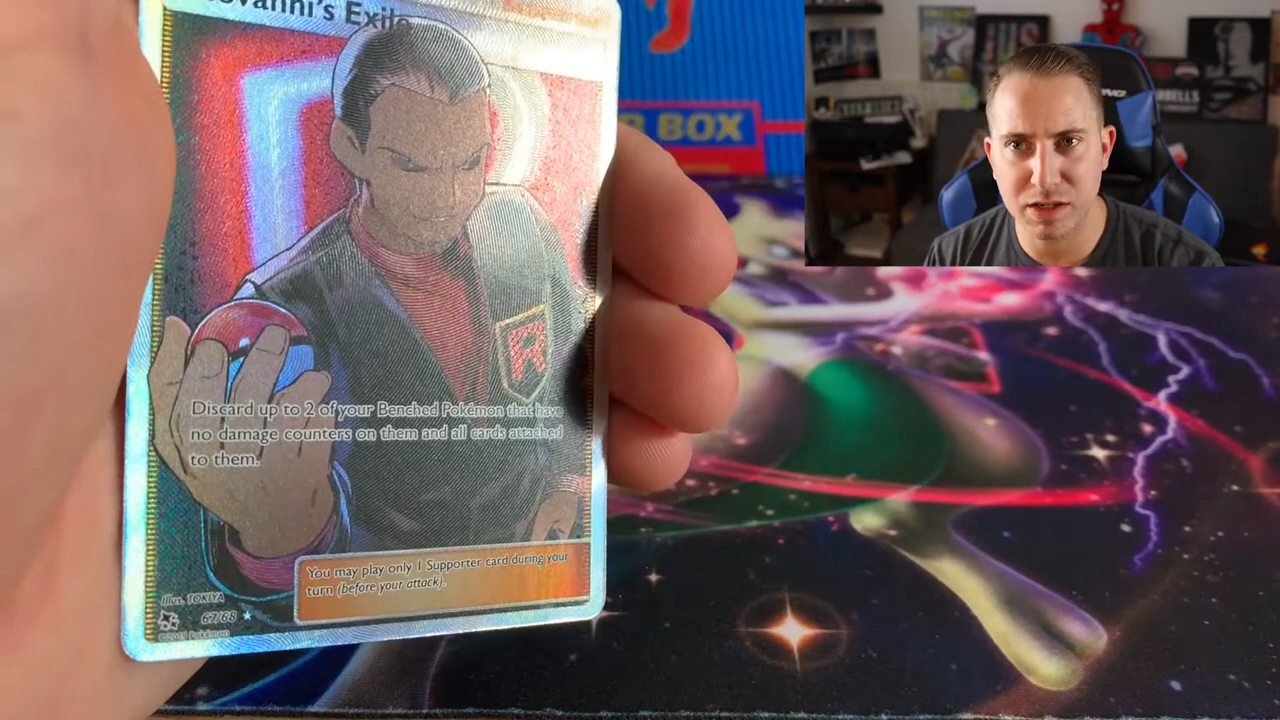 ovanni's Exile
R BOX
R
Discard up to 2 of your Benched Pokémon that have
no damage counters on them and all cards attached
to them.
You may play only 1 Supporter card during your
turn (before your attack).
Illus. TOKIYA
67/68
©2019 Pokémon